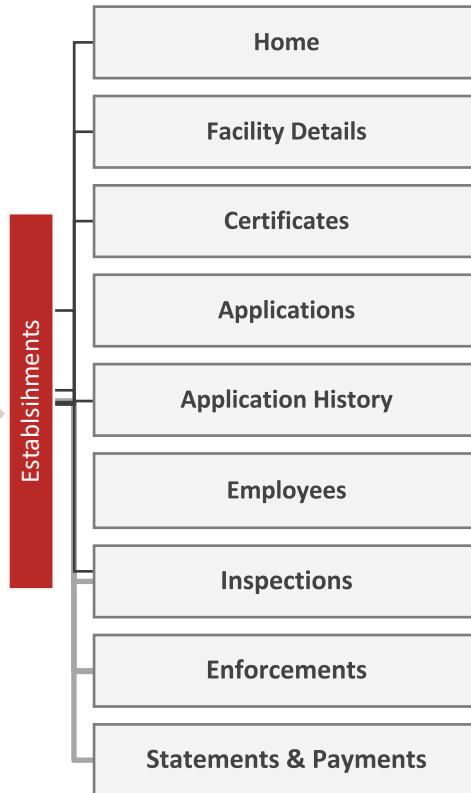 Home
Facility Details
Certificates
Applications
Establsihments
Application History
Employees
Inspections
Enforcements
Statements & Payments